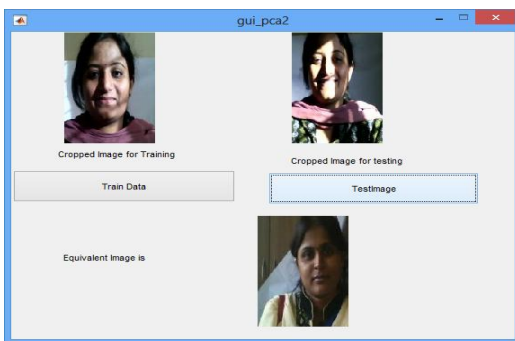 gui_pca2
Cropped Image for Training
Cropped Image for testing
Train Data
TestImage
Equivalent Image is